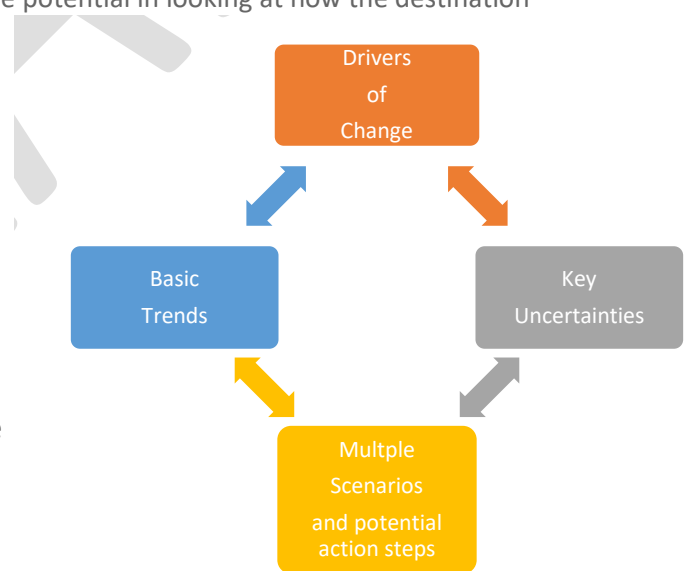 potential in looking at how the destination
Drivers
of
Change
Basic
Trends
Key
Uncertainties
Multple
Scenarios
and potential
action steps